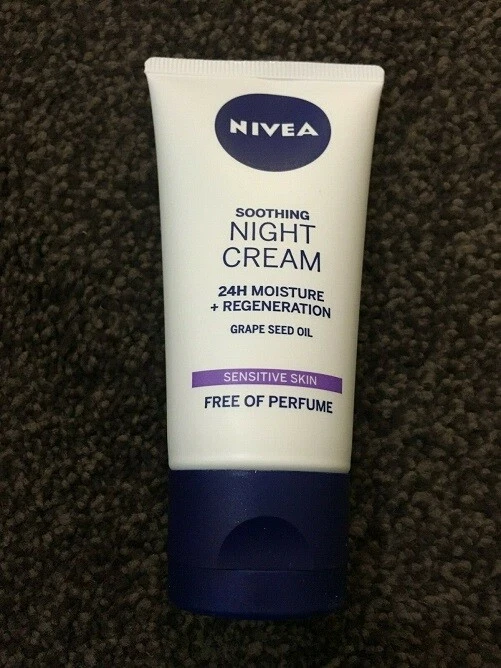 NIVEA
SOOTHING
NIGHT
CREAM
24H MOISTURE
+ REGENERATION
GRAPE SEED OIL
SENSITIVE SKIN
FREE OF PERFUME